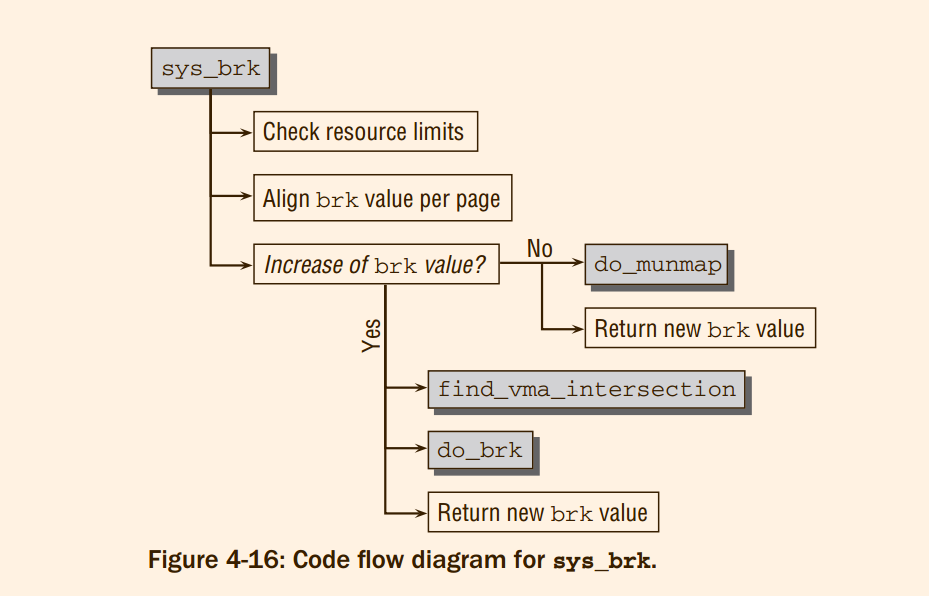 sys_brk
Check resource limits
Align brk value per page
Increase of brk value?
No
do_munmap
Return new brk value
Yes
find_vma_intersection
do_brk
Return new brk value
Figure 4-16: Code flow diagram for sys_brk.